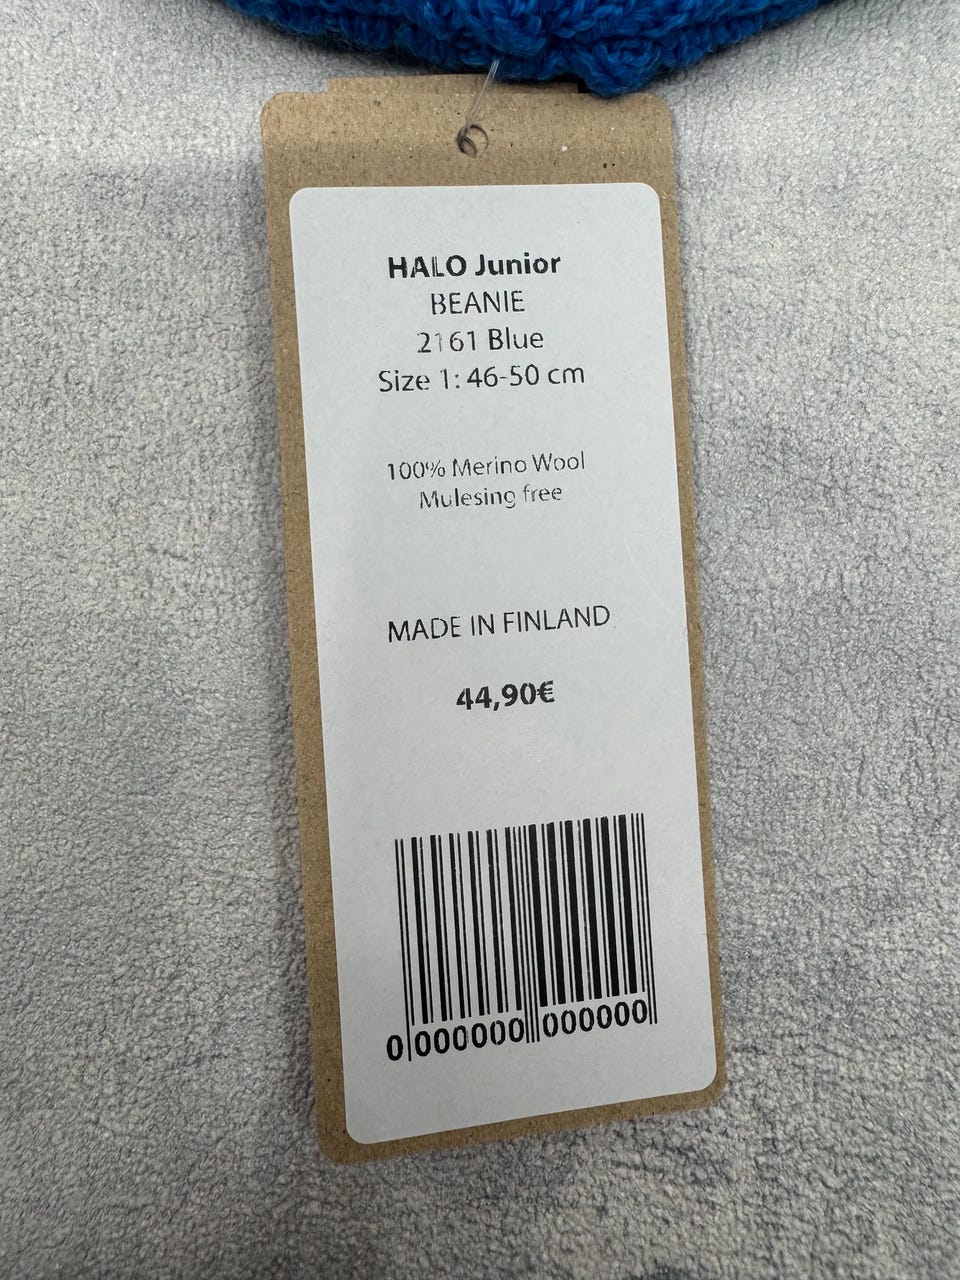 HALO Junior
BEANIE
2161 Blue
Size 1: 46-50 cm
100% Merino Wool
Mulesing free
MADE IN FINLAND
44,90€
0 000000 000000